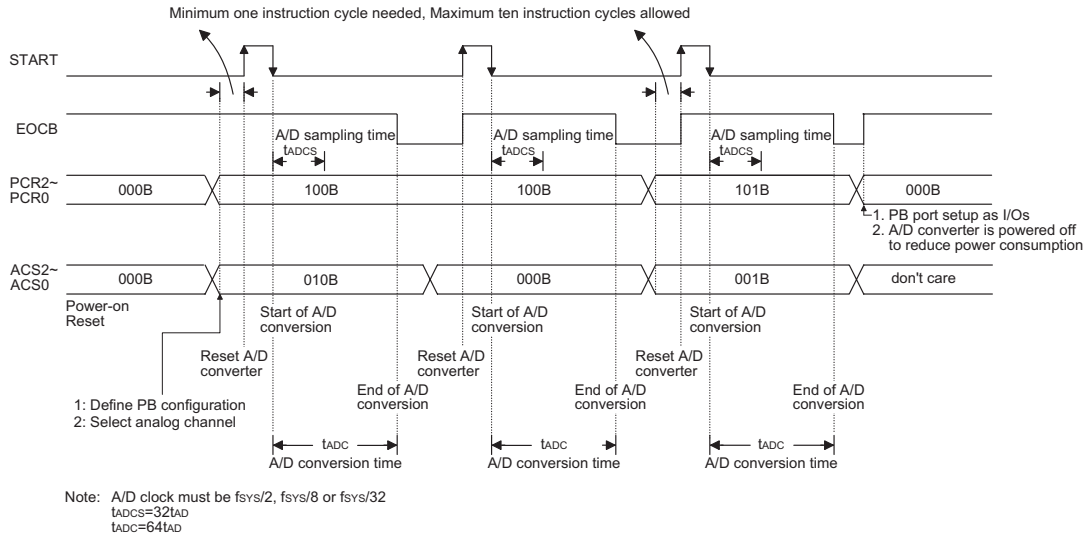 Minimum one instruction cycle needed, Maximum ten instruction cycles allowed
START
EOCB
A/D sampling time
tADCS
A/D sampling time
tADCS
A/D sampling time
tADCS
PCR2~
PCR0
000B
100B
100B
101B
000B
1. PB port setup as I/Os
2. A/D converter is powered off
to reduce power consumption
ACS2~
ACS0
000B
010B
000B
001B
don't care
Power-on
Reset
Start of A/D
conversion
Start of A/D
conversion
Start of A/D
conversion
Reset A/D
converter
Reset A/D
converter
Reset A/D
converter
1: Define PB configuration
2: Select analog channel
End of A/D
conversion
End of A/D
conversion
End of A/D
conversion
tADC
A/D conversion time
tADC
A/D conversion time
tADC
A/D conversion time
Note: A/D clock must be fSYS/2, fSYS/8 or fSYS/32
tADCS=32tAD
tADC=64tAD